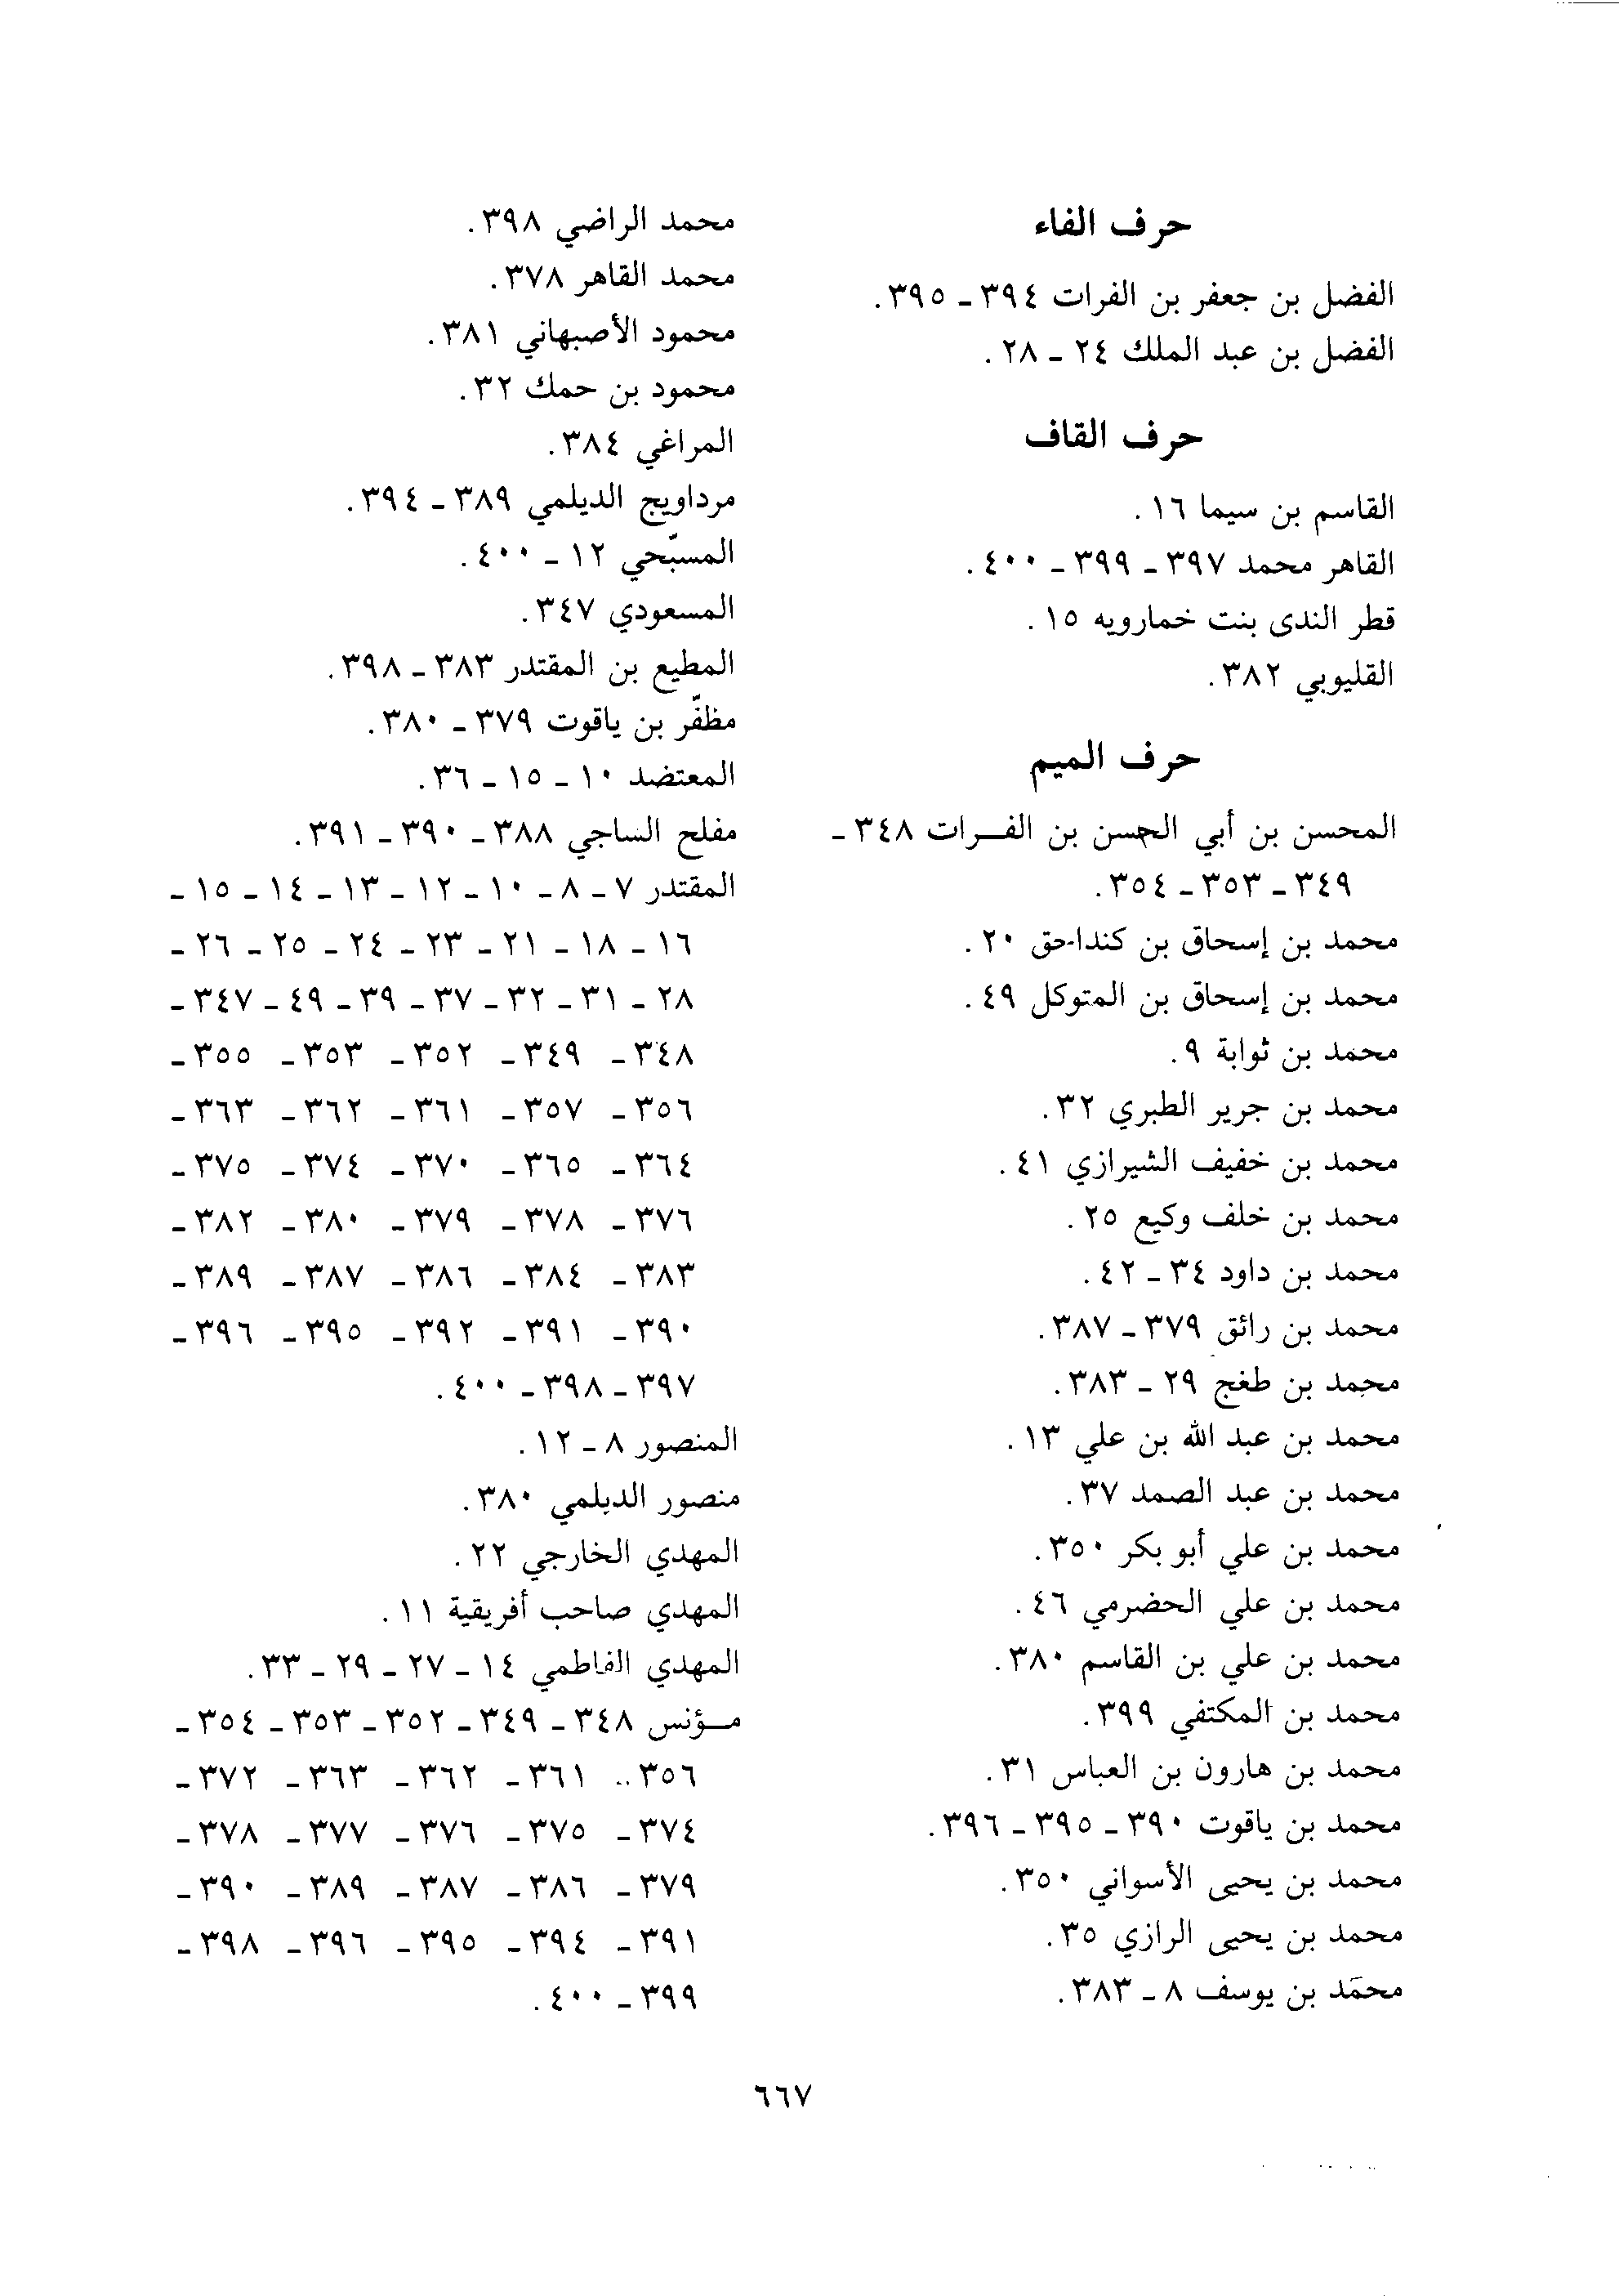 حرف الفاء
الفضل بن جعفر بن الفرات ٣٩٤ ـ ٣٩٥.
الفضل بن عبد الملك ٢٤ ـ ٢٨.
حرف القاف
القاسم بن سيما ١٦.
القاهر محمد ٣٩٧ ـ ٣٩٩ ـ ٤٠٠.
قطر الندى بنت خمارويه ١٥.
القليوبي ٣٨٢.
حرف الميم
المحسن بن أبي الحسن بن الفرات ٣٤٨ ـ
٣٤٩ ـ ٣٥٣ ـ ٣٥٤.
محمد بن إسحاق بن كنداحق ٢٠.
محمد بن إسحاق بن المتوكل ٤٩.
محمد بن ثوابة ٩.
محمد بن جرير الطبري ٣٢.
محمد بن خفيف الشيرازي ٤١.
محمد بن خلف وكيع ٢٥.
محمد بن داود ٣٤ ـ ٤٢.
محمد بن رائق ٣٧٩ ـ ٣٨٧.
محمد بن طغج ٢٩ ـ ٣٨٣.
محمد بن عبد الله بن علي ١٣.
محمد بن عبد الصمد ٣٧.
محمد بن علي أبو بكر ٣٥٠.
محمد بن علي الحضرمي ٤٦.
محمد بن علي بن القاسم ٣٨٠.
محمد بن المكتفي ٣٩٩.
محمد بن هارون بن العباس ٣١.
محمد بن ياقوت ٣٩٠ ـ ٣٩٥ ـ ٣٩٦.
محمد بن يحيى الأسواني ٣٥٠.
محمد بن يحيى الرازي ٣٥.
محمّد بن يوسف ٨ ـ ٣٨٣.
محمد الراضي ٣٩٨.
محمد القاهر ٣٧٨.
محمود الأصبهاني ٣٨١.
محمود بن حمك ٣٢.
المراغي ٣٨٤.
مرداويج الديلمي ٣٨٩ ـ ٣٩٤.
المسبّحي ١٢ ـ ٤٠٠.
المسعودي ٣٤٧.
المطيع بن المقتدر ٣٨٣ ـ ٣٩٨.
مظفّر بن ياقوت ٣٧٩ ـ ٣٨٠.
المعتضد ١٠ ـ ١٥ ـ ٣٦.
مفلح الساجي ٣٨٨ ـ ٣٩٠ ـ ٣٩١.
المقتدر ٧ ـ ٨ ـ ١٠ ـ ١٢ ـ ١٣ ـ ١٤ ـ ١٥ ـ
١٦ ـ ١٨ ـ ٢١ ـ ٢٣ ـ ٢٤ ـ ٢٥ ـ ٢٦ ـ
٢٨ ـ ٣١ ـ ٣٢ ـ ٣٧ ـ ٣٩ ـ ٤٩ ـ ٣٤٧ ـ
٣٤٨ ـ ٣٤٩ ـ ٣٥٢ ـ ٣٥٣ ـ ٣٥٥ ـ
٣٥٦ ـ ٣٥٧ ـ ٣٦١ ـ ٣٦٢ ـ ٣٦٣ ـ
٣٦٤ ـ ٣٦٥ ـ ٣٧٠ ـ ٣٧٤ ـ ٣٧٥ ـ
٣٧٦ ـ ٣٧٨ ـ ٣٧٩ ـ ٣٨٠ ـ ٣٨٢ ـ
٣٨٣ ـ ٣٨٤ ـ ٣٨٦ ـ ٣٨٧ ـ ٣٨٩ ـ
٣٩٠ ـ ٣٩١ ـ ٣٩٢ ـ ٣٩٥ ـ ٣٩٦ ـ
٣٩٧ ـ ٣٩٨ ـ ٤٠٠.
المنصور ٨ ـ ١٢.
منصور الديلمي ٣٨٠.
المهدي الخارجي ٢٢.
المهدي صاحب أفريقية ١١.
المهدي الفاطمي ١٤ ـ ٢٧ ـ ٢٩ ـ ٣٣.
مؤنس ٣٤٨ ـ ٣٤٩ ـ ٣٥٢ ـ ٣٥٣ ـ ٣٥٤ ـ
٣٥٦ ـ ٣٦١ ـ ٣٦٢ ـ ٣٦٣ ـ ٣٧٢ ـ
٣٧٤ ـ ٣٧٥ ـ ٣٧٦ ـ ٣٧٧ ـ ٣٧٨ ـ
٣٧٩ ـ ٣٨٦ ـ ٣٨٧ ـ ٣٨٩ ـ ٣٩٠ ـ
٣٩١ ـ ٣٩٤ ـ ٣٩٥ ـ ٣٩٦ ـ ٣٩٨ ـ
٣٩٩ ـ ٤٠٠.
٦٦٧